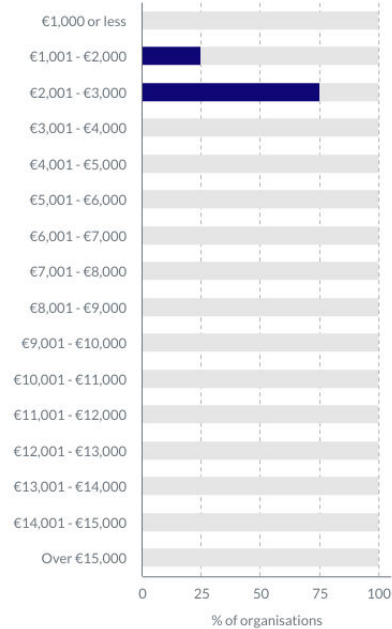 €1,000 or less
€1,001 - €2,000
€2,001 - €3,000
€3,001 - €4,000
€4,001 - €5,000
€5,001 - €6,000
€6,001 - €7,000
€7,001 - €8,000
€8,001 - €9,000
€9,001 - €10,000
€10,001 - €11,000
€11,001 - €12,000
€12,001 - €13,000
€13,001 - €14,000
€14,001 - €15,000
Over €15,000
0 25 50 75 100
% of organisations